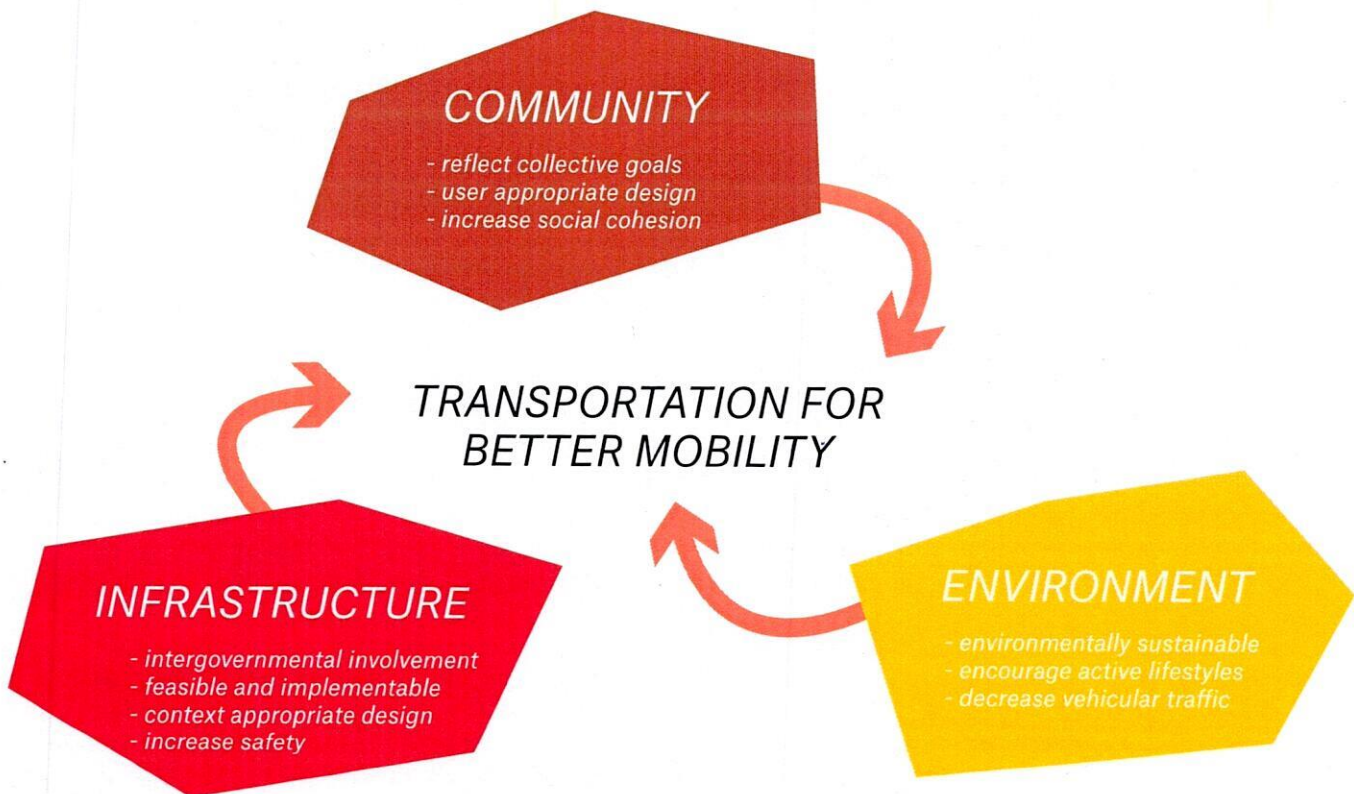 COMMUNITY
- reflect collective goals
- user appropriate design
- increase social cohesion
TRANSPORTATION FOR
BETTER MOBILITY
INFRASTRUCTURE
- intergovernmental involvement
- feasible and implementable
- context appropriate design
- increase safety
ENVIRONMENT
- environmentally sustainable
- encourage active lifestyles
- decrease vehicular traffic